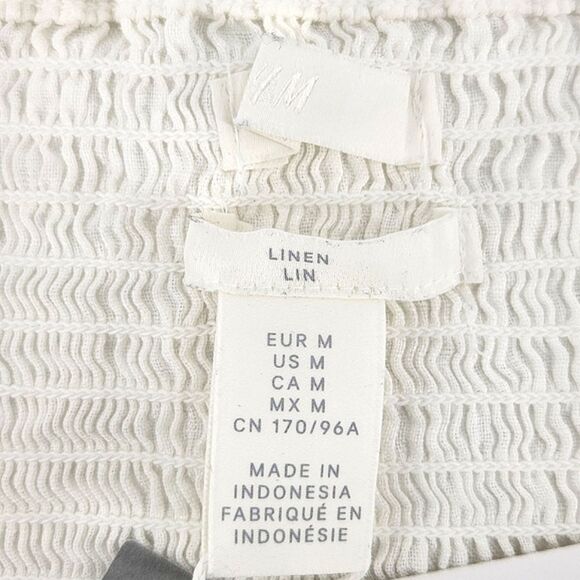 H&M
LINEN
LIN
EUR M
US M
CA M
MX M
CN 170/96A
MADE IN
INDONESIA
FABRIQUÉ EN
INDONÉSIE